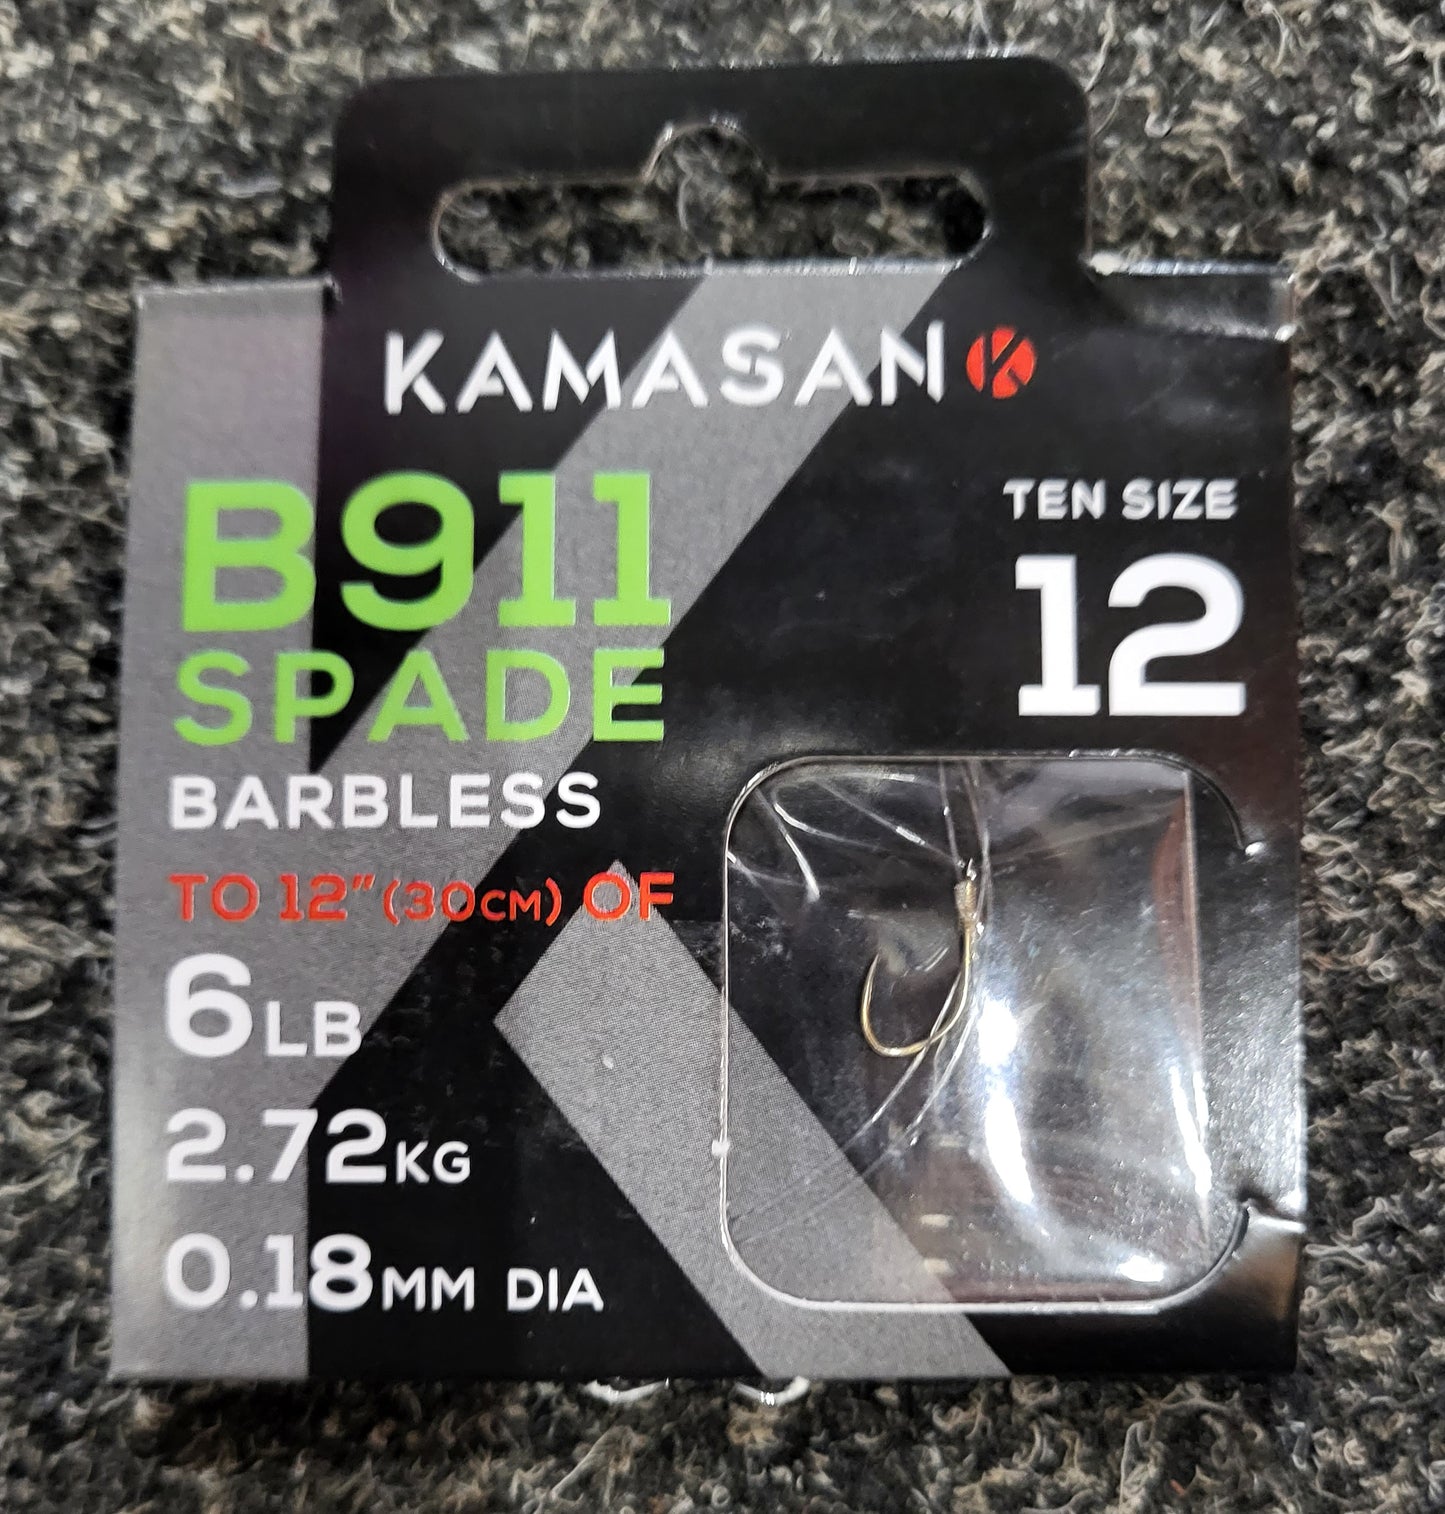 KAMASAN
B911
SPADE
BARBLESS
TO 12" (30CM) OF
6LB
2.72KG
0.18MM DIA
TEN SIZE
12